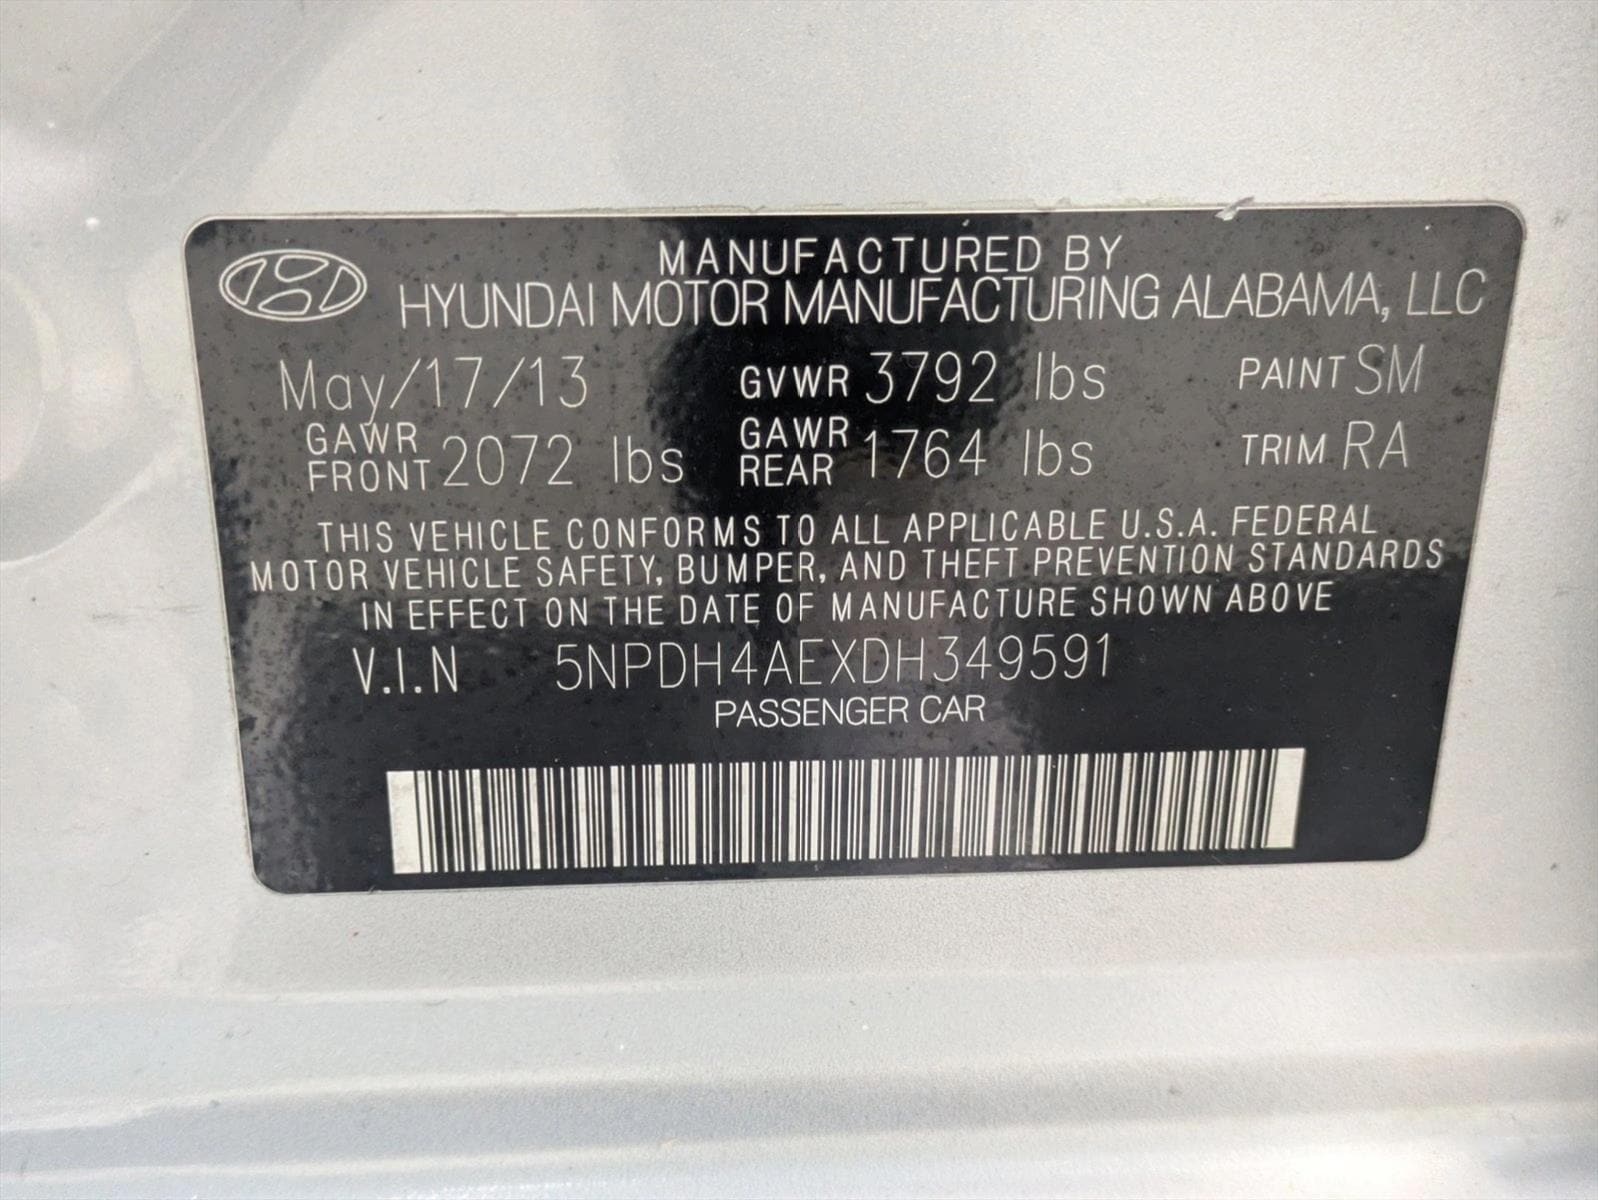 MANUFACTURED BY
HYUNDAI MOTOR MANUFACTURING ALABAMA, LLC
May/17/13 GVWR 3792 lbs PAINT SM
GAWR FRONT 2072 lbs GAWR REAR 1764 lbs TRIM RA
THIS VEHICLE CONFORMS TO ALL APPLICABLE U.S.A. FEDERAL
MOTOR VEHICLE SAFETY, BUMPER, AND THEFT PREVENTION STANDARDS
IN EFFECT ON THE DATE OF MANUFACTURE SHOWN ABOVE
V.I.N 5NPDH4AEXDH349591
PASSENGER CAR